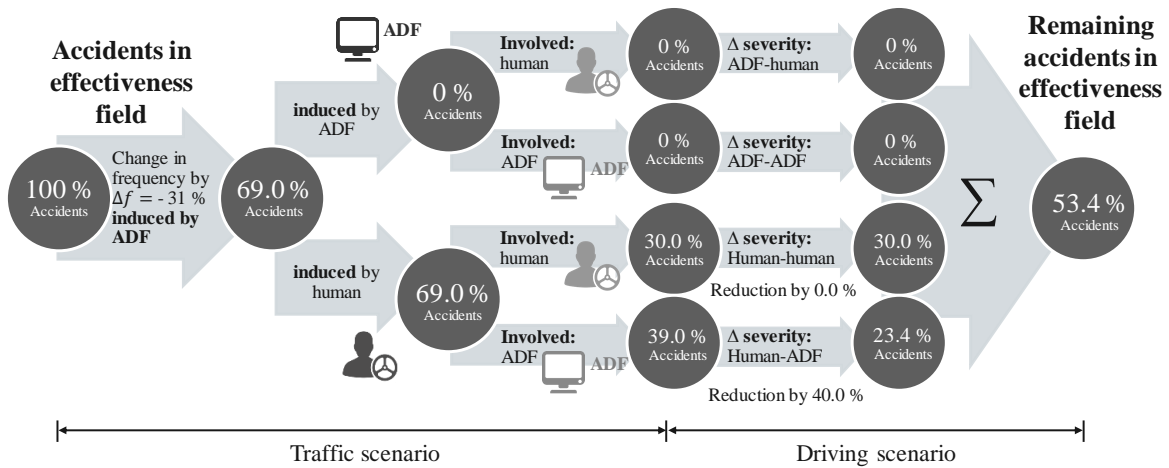 Accidents in
effectiveness
field
100 %
Accidents
Change in
frequency by
Δf = - 31 %
induced by
ADF
69.0 %
Accidents
ADF
induced by
ADF
0 %
Accidents
induced by
human
69.0 %
Accidents
Involved:
human
0 %
Accidents
Δ severity:
ADF-human
0 %
Accidents
Involved:
ADF
ADF
0 %
Accidents
Δ severity:
ADF-ADF
0 %
Accidents
Involved:
human
30.0 %
Accidents
Δ severity:
Human-human
Reduction by 0.0 %
30.0 %
Accidents
Involved:
ADF
ADF
39.0 %
Accidents
Δ severity:
Human-ADF
Reduction by 40.0 %
23.4 %
Accidents
∑
Remaining
accidents in
effectiveness
field
53.4 %
Accidents
Traffic scenario
Driving scenario